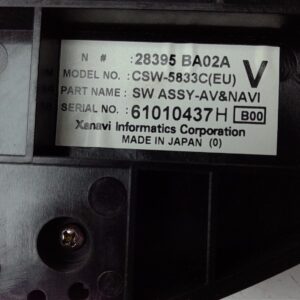 N # : 28395 BA02A
MODEL NO. : CSW-5833C(EU) V
PART NAME : SW ASSY-AV&NAVI
SERIAL NO. : 61010437H B00
Xanavi Informatics Corporation
MADE IN JAPAN (0)